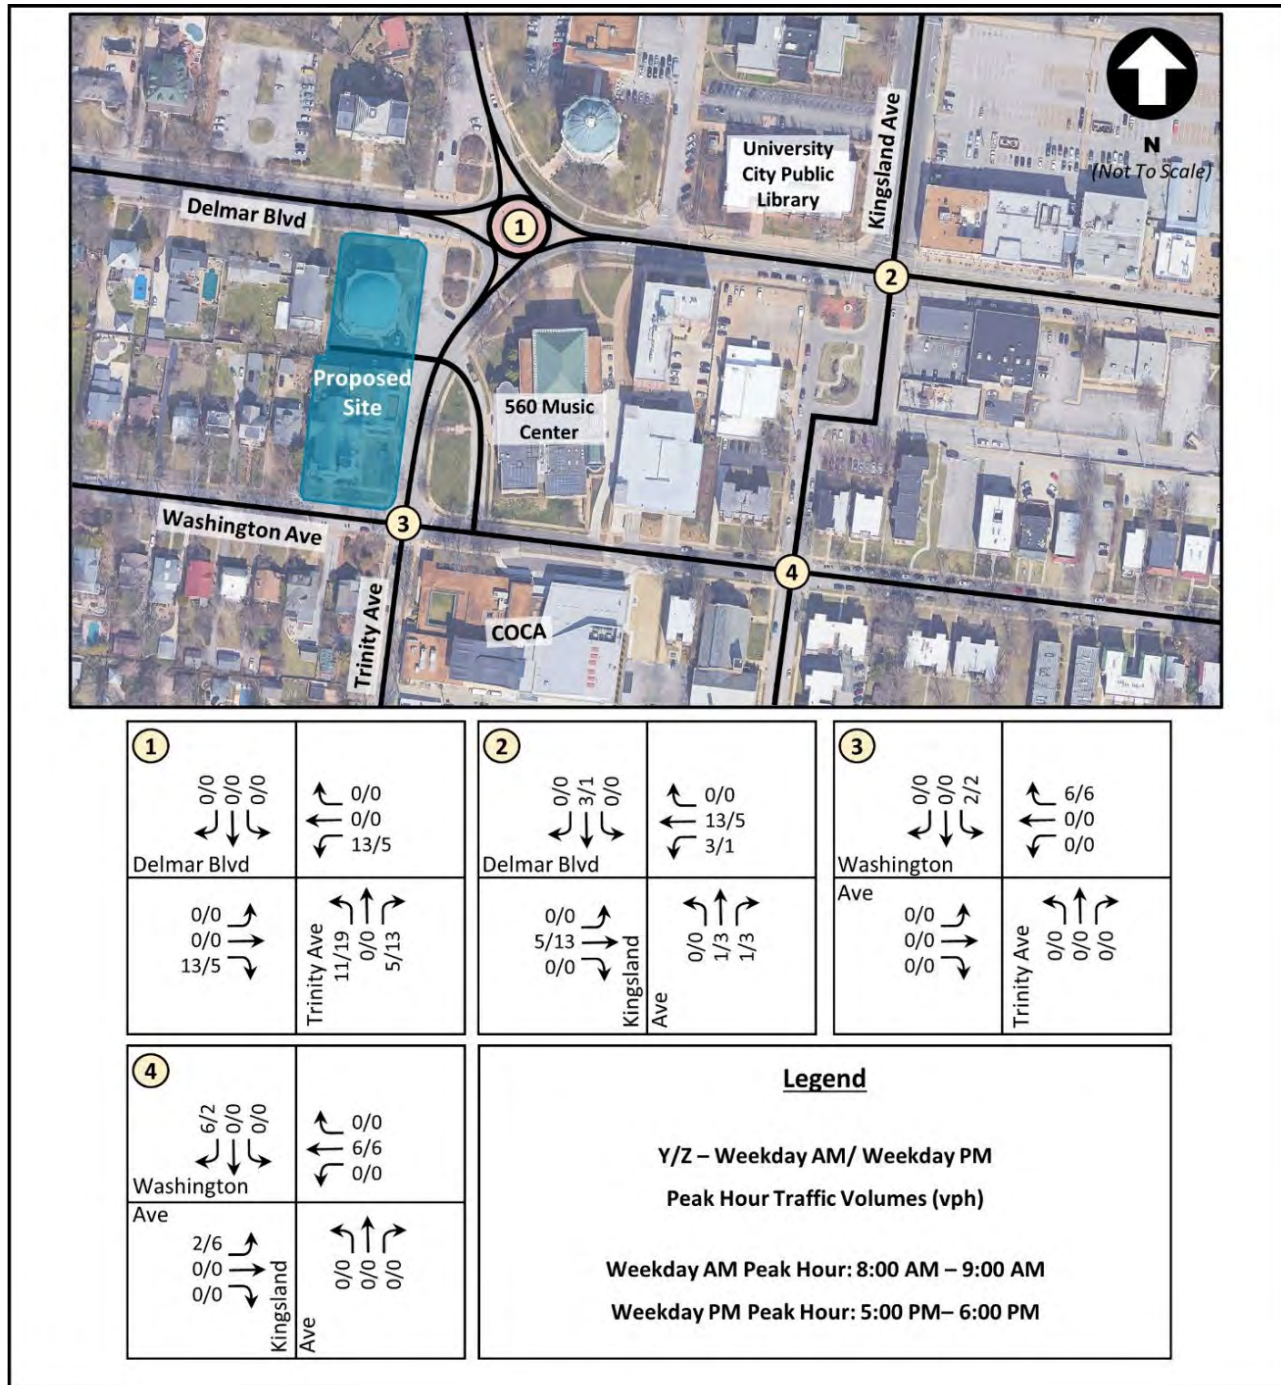 N
(Not To Scale)
Kingsland Ave
University
City Public
Library
Delmar Blvd
1
2
Proposed
Site
560 Music
Center
Washington Ave
3
4
Trinity Ave
COCA
1
0/0
0/0
0/0
0/0
0/0
13/5
Delmar Blvd
0/0
0/0
13/5
Trinity Ave
11/19
0/0
5/13
2
0/0
3/1
0/0
0/0
13/5
3/1
Delmar Blvd
0/0
5/13
0/0
Kingsland
Ave
0/0
1/3
1/3
3
0/0
0/0
2/2
6/6
0/0
0/0
Washington
Ave
0/0
0/0
0/0
Trinity Ave
0/0
0/0
0/0
4
6/2
0/0
0/0
0/0
6/6
0/0
Washington
Ave
2/6
0/0
0/0
Kingsland
Ave
0/0
0/0
0/0
Legend
Y/Z – Weekday AM/ Weekday PM
Peak Hour Traffic Volumes (vph)
Weekday AM Peak Hour: 8:00 AM – 9:00 AM
Weekday PM Peak Hour: 5:00 PM– 6:00 PM